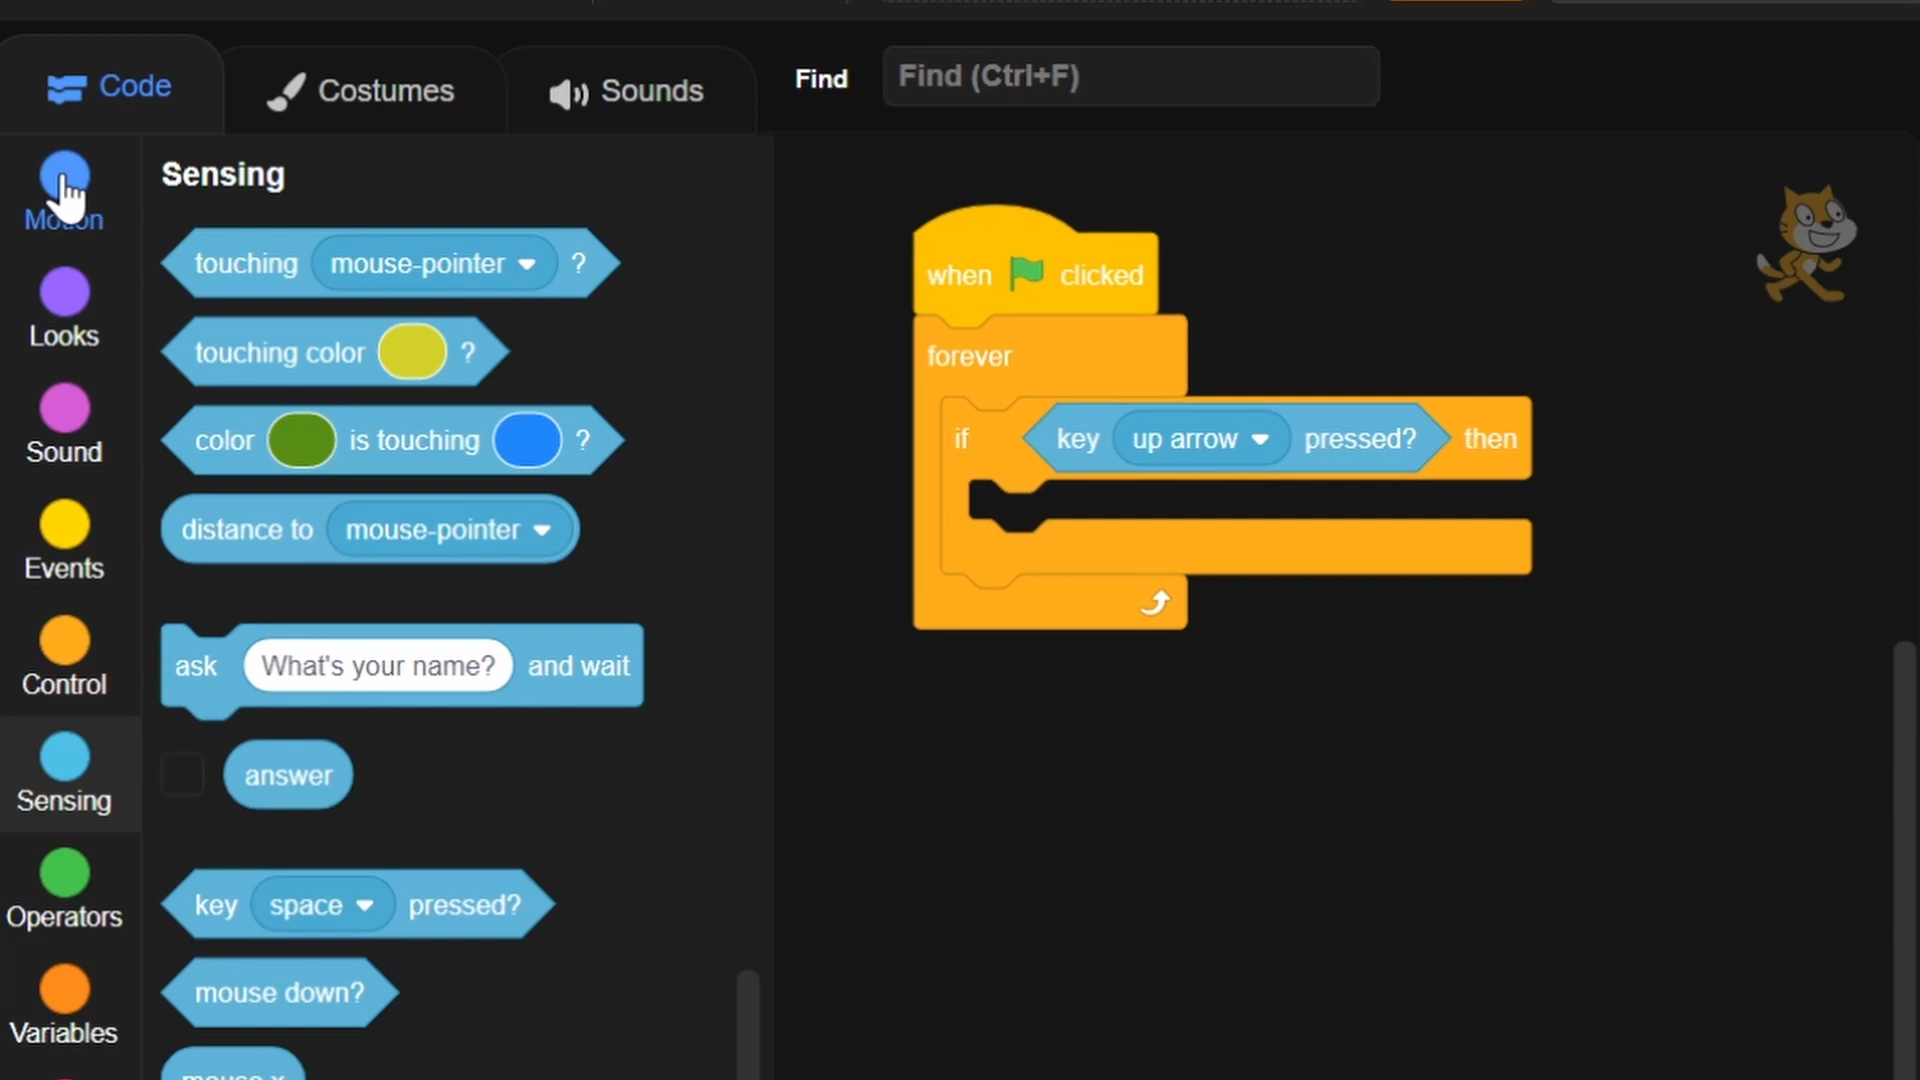 Code
Costumes
Sounds
Find
Find (Ctrl+F)
Motion
Looks
Sound
Events
Control
Sensing
Operators
Variables
Sensing
touching mouse-pointer ?
touching color ?
color is touching ?
distance to mouse-pointer
ask What's your name? and wait
answer
key space pressed?
mouse down?
mouse x
when clicked
forever
if key up arrow pressed? then